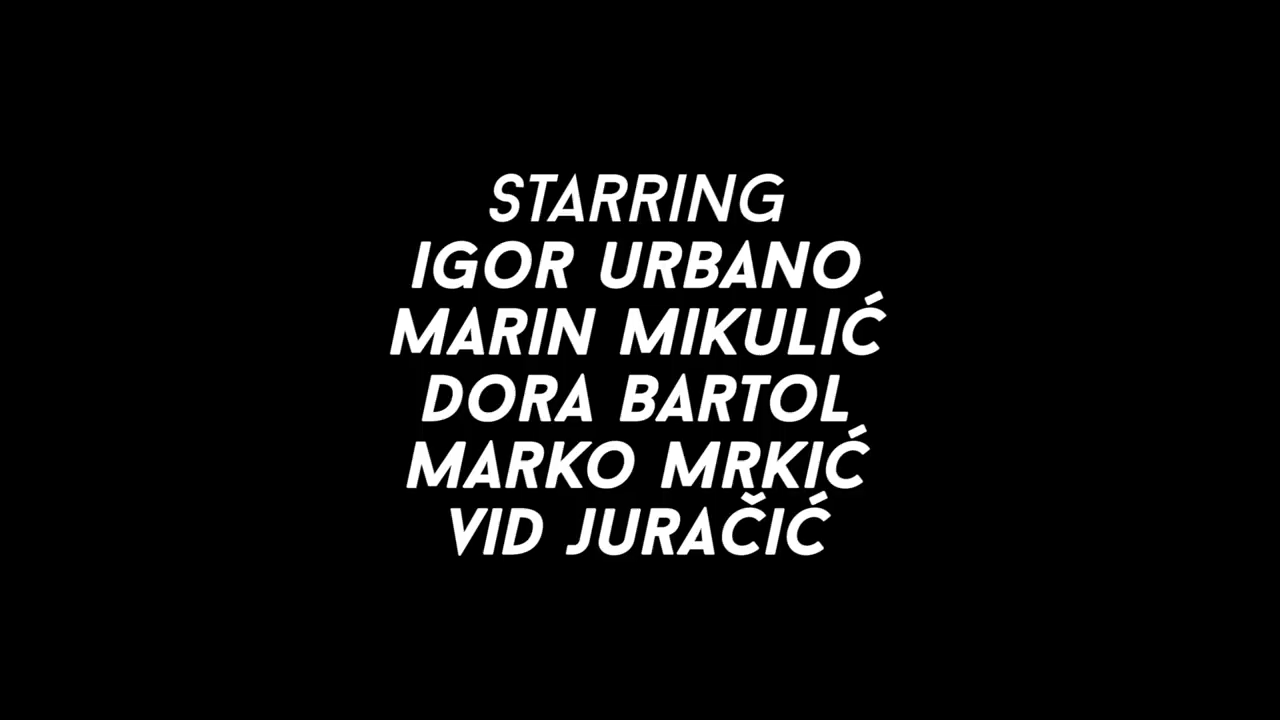 STARRING
IGOR URBANO
MARIN MIKULIĆ
DORA BARTOL
MARKO MRKIĆ
VID JURAČIĆ